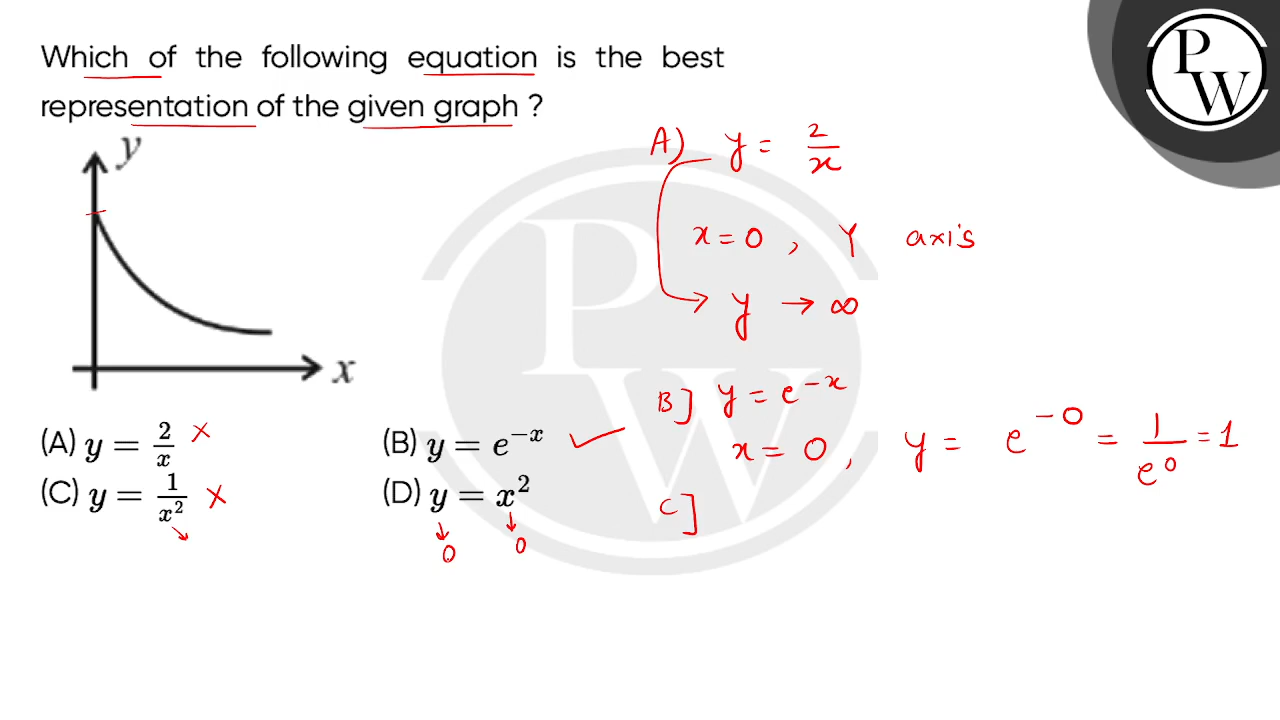 Which of the following equation is the best
representation of the given graph ?
PW
y
x
A) y = 2/x
x = 0 , Y axis
y → ∞
B] y = e^{-x}
x = 0 , y = e^{-0} = 1/e^0 = 1
C]
(A) y = 2/x ×
(B) y = e^{-x} ✓
(C) y = 1/x^2 ×
(D) y = x^2
↓ 0 ↓ 0
PW